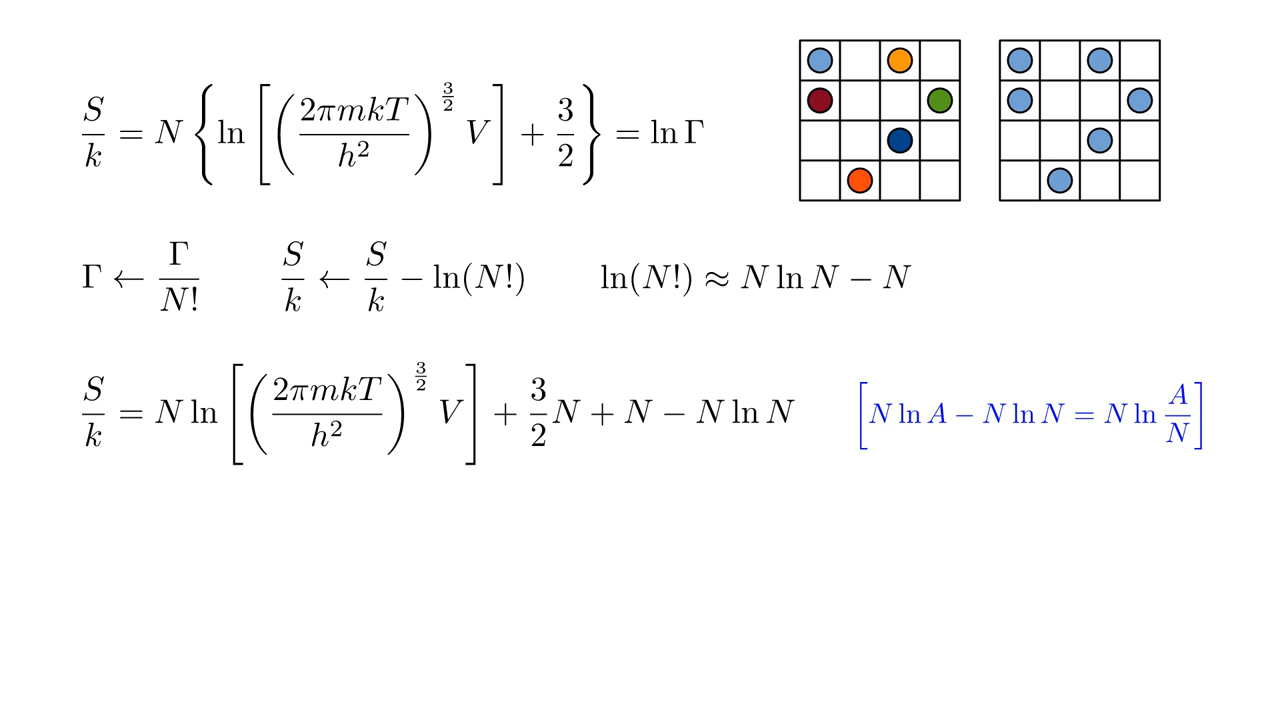 S/k = N { ln [ ( 2πmkT / h² )^(3/2) V ] + 3/2 } = ln Γ
Γ ← Γ/N!    S/k ← S/k − ln(N!)    ln(N!) ≈ N ln N − N
S/k = N ln [ ( 2πmkT / h² )^(3/2) V ] + 3/2 N + N − N ln N    [ N ln A − N ln N = N ln A/N ]